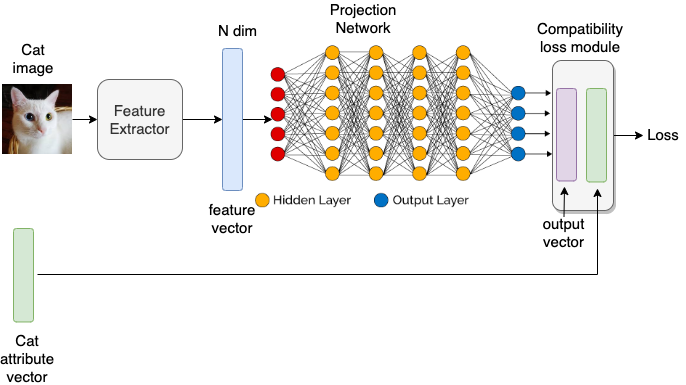 Cat
image
Feature
Extractor
N dim
feature
vector
Projection
Network
Hidden Layer
Output Layer
Compatibility
loss module
Loss
output
vector
Cat
attribute
vector